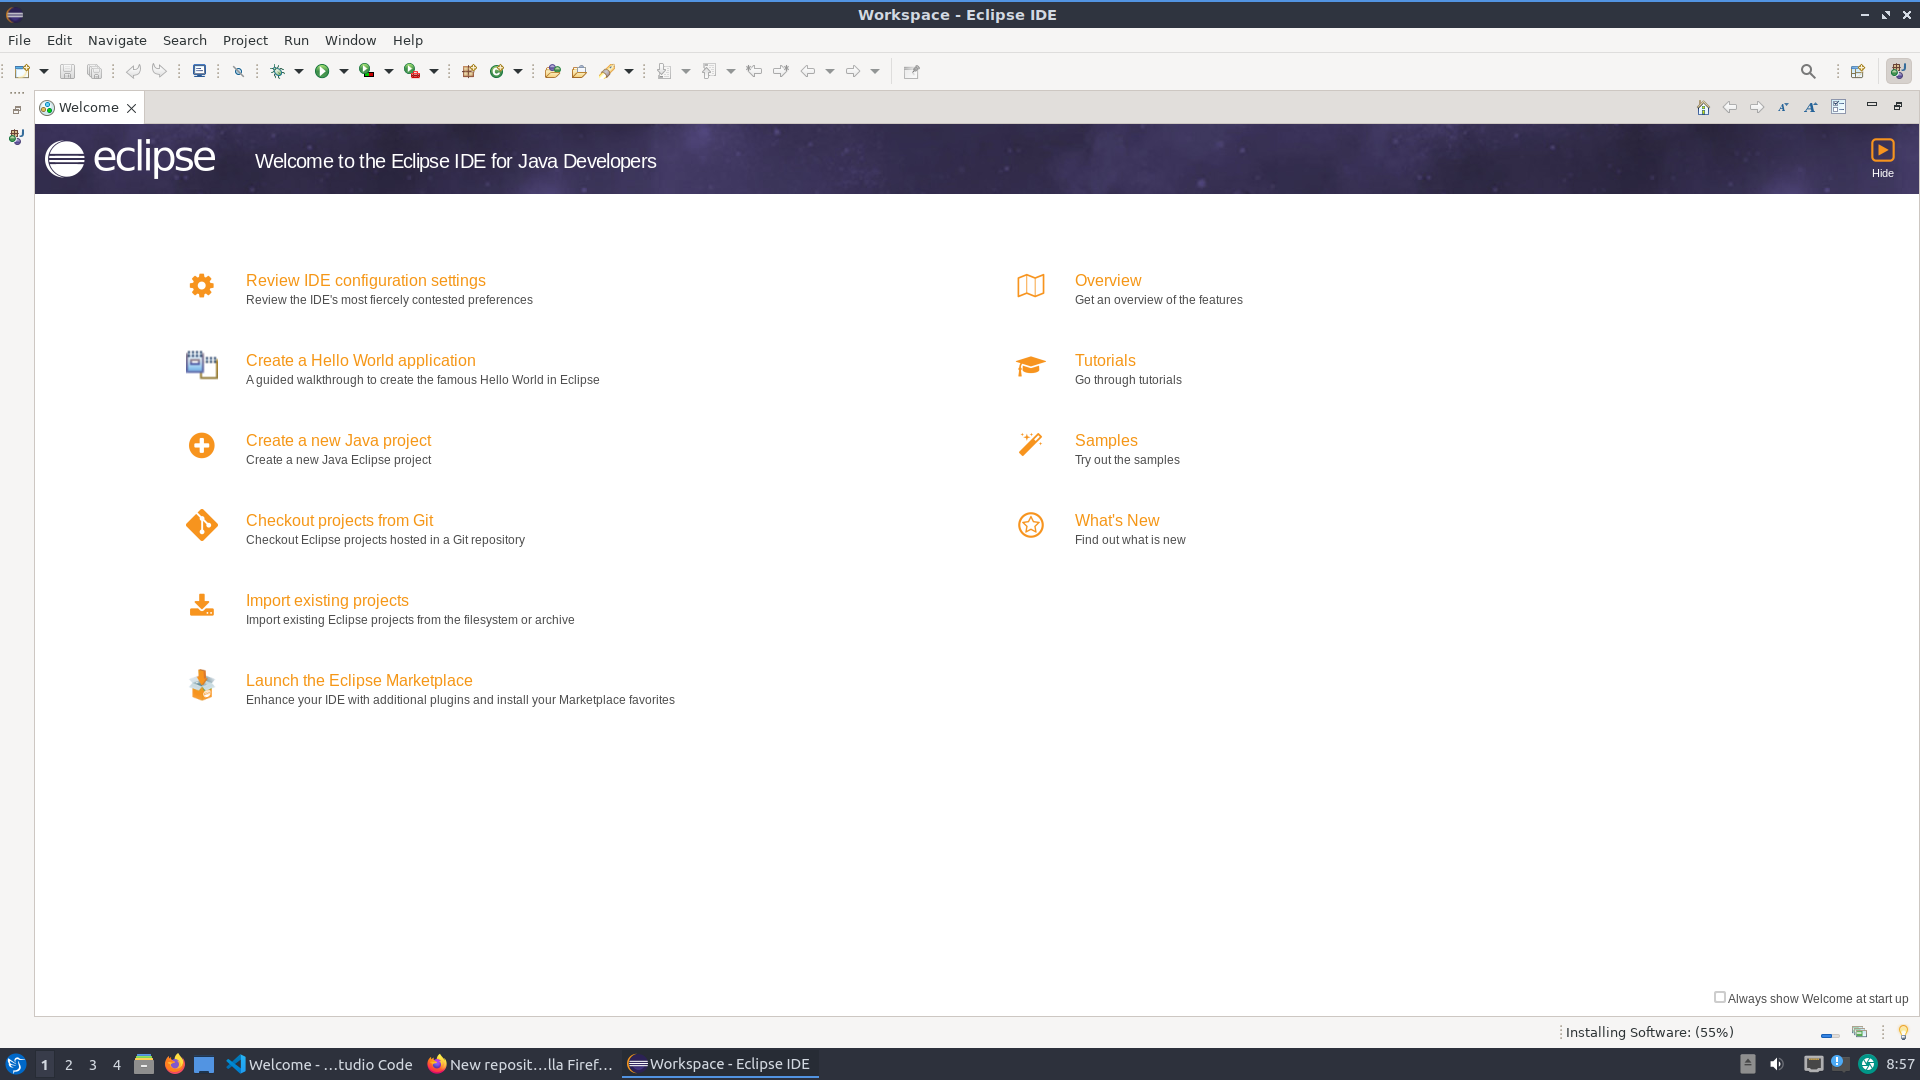 Workspace - Eclipse IDE
File Edit Navigate Search Project Run Window Help
Welcome
eclipse
Welcome to the Eclipse IDE for Java Developers
Hide
Review IDE configuration settings
Review the IDE's most fiercely contested preferences
Overview
Get an overview of the features
Create a Hello World application
A guided walkthrough to create the famous Hello World in Eclipse
Tutorials
Go through tutorials
Create a new Java project
Create a new Java Eclipse project
Samples
Try out the samples
Checkout projects from Git
Checkout Eclipse projects hosted in a Git repository
What's New
Find out what is new
Import existing projects
Import existing Eclipse projects from the filesystem or archive
Launch the Eclipse Marketplace
Enhance your IDE with additional plugins and install your Marketplace favorites
Always show Welcome at start up
Installing Software: (55%)
1 2 3 4 Welcome - ...tudio Code New reposit...lla Firef... Workspace - Eclipse IDE 8:57